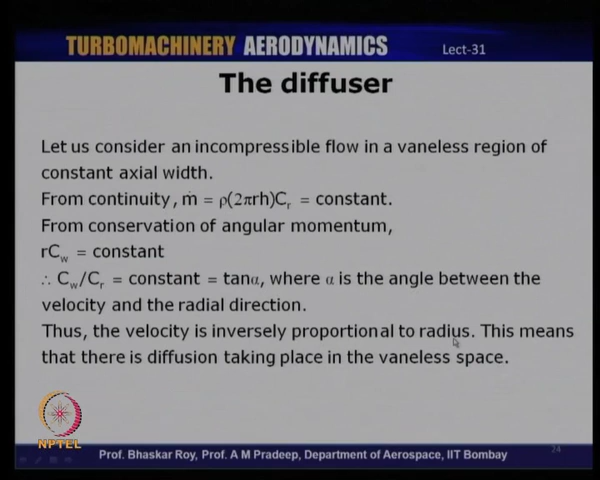 TURBOMACHINERY AERODYNAMICS Lect-31
The diffuser
Let us consider an incompressible flow in a vaneless region of
constant axial width.
From continuity, ṁ = ρ(2πrh)Cr = constant.
From conservation of angular momentum,
rCw = constant
∴ Cw/Cr = constant = tanα, where α is the angle between the
velocity and the radial direction.
Thus, the velocity is inversely proportional to radius. This means
that there is diffusion taking place in the vaneless space.
NPTEL
Prof. Bhaskar Roy, Prof. A M Pradeep, Department of Aerospace, IIT Bombay
24